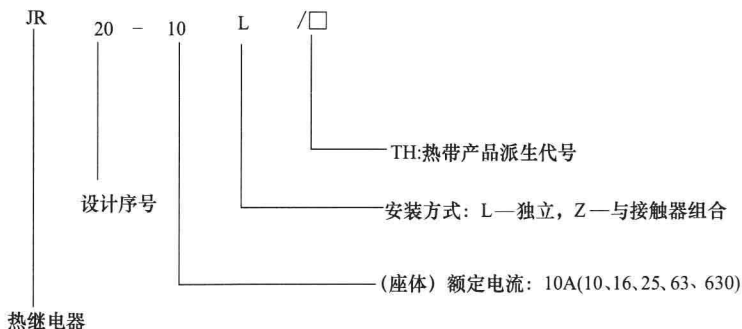 JR 20 - 10 L /□
TH:热带产品派生代号
设计序号
安装方式：L—独立，Z—与接触器组合
(座体）额定电流：10A(10、16、25、63、630)
热继电器